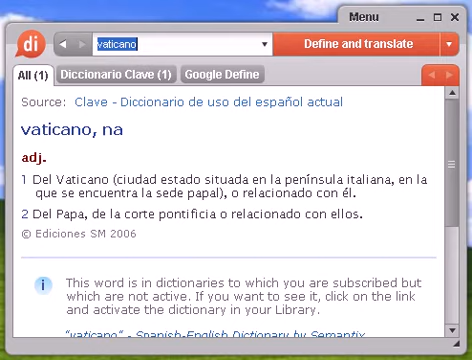 Menu
di vaticano Define and translate
All (1) Diccionario Clave (1) Google Define
Source: Clave - Diccionario de uso del español actual
vaticano, na
adj.
1 Del Vaticano (ciudad estado situada en la península italiana, en la
que se encuentra la sede papal), o relacionado con él.
2 Del Papa, de la corte pontificia o relacionado con ellos.
© Ediciones SM 2006
i
This word is in dictionaries to which you are subscribed but
which are not active. If you want to see it, click on the link
and activate the dictionary in your Library.
"vaticano" - Spanish-English Dictionary by Semantix